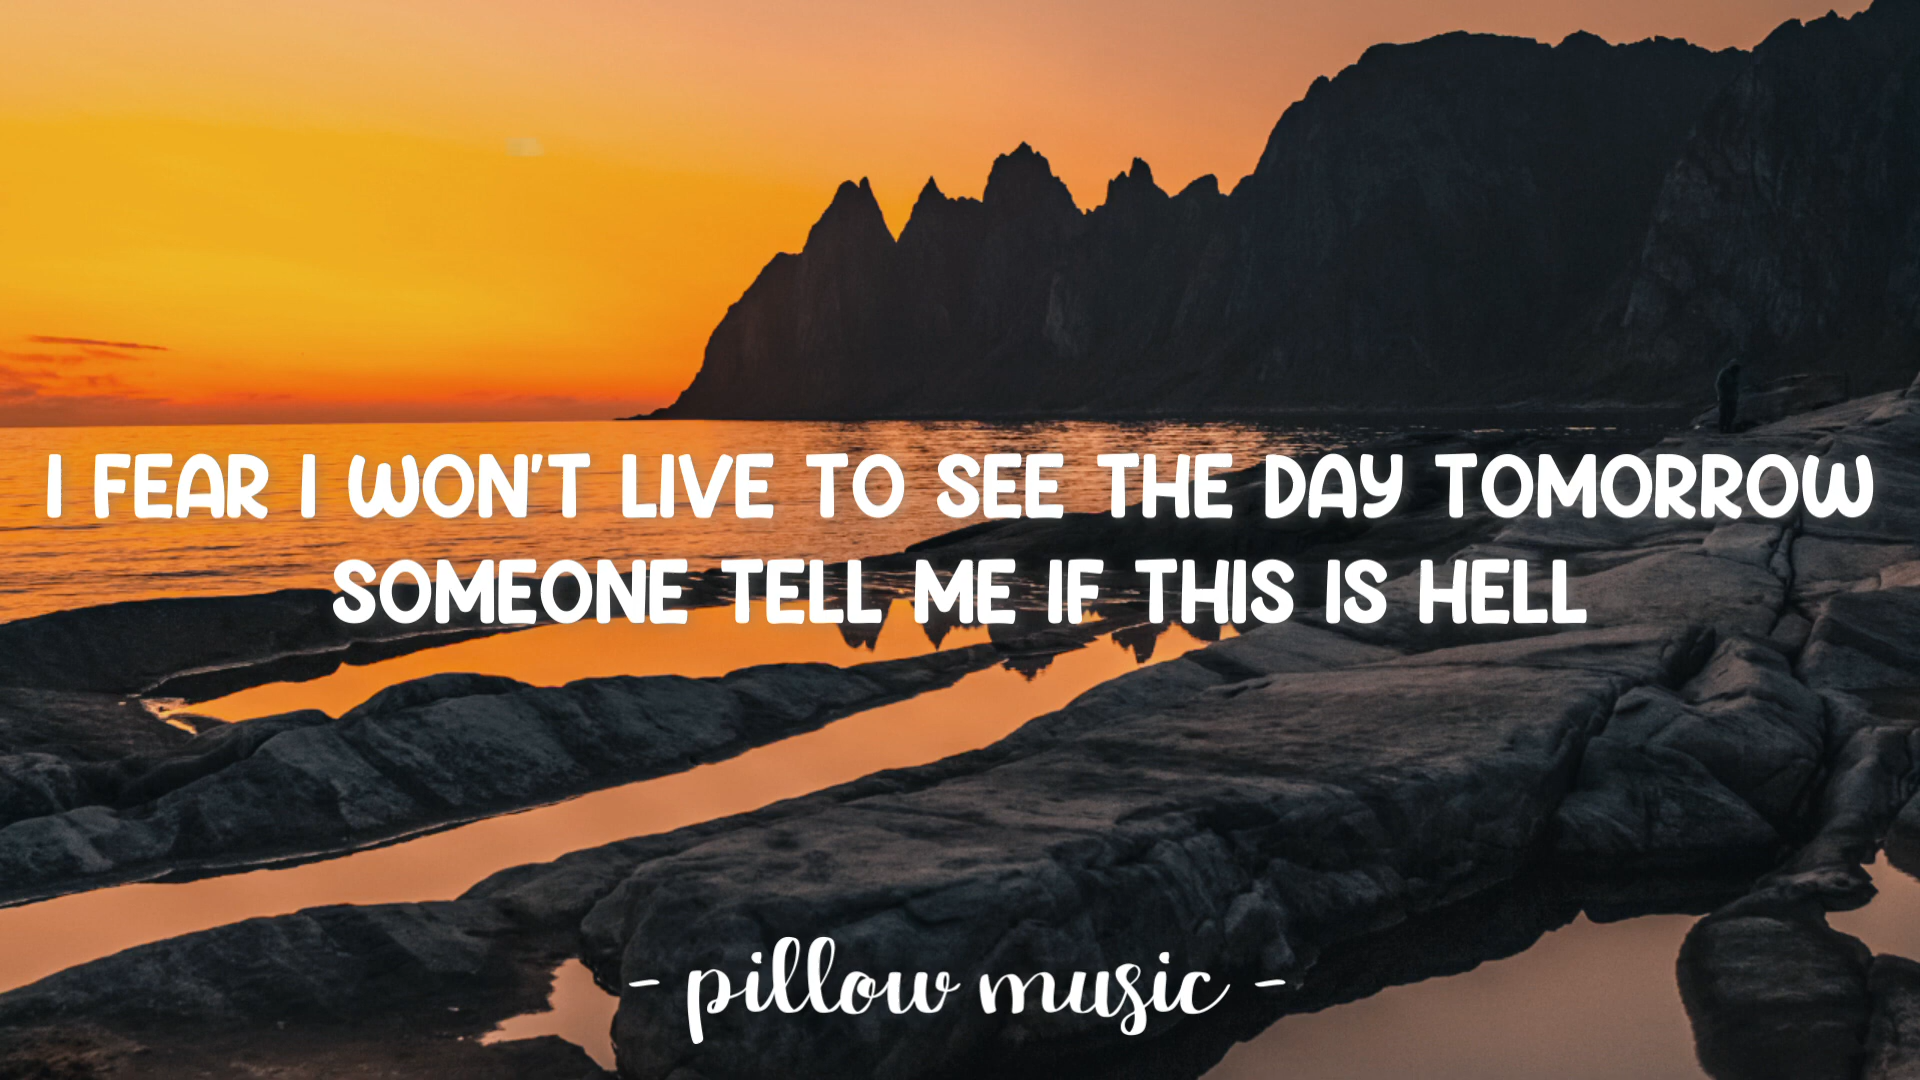 I FEAR I WON'T LIVE TO SEE THE DAY TOMORROW
SOMEONE TELL ME IF THIS IS HELL
- pillow music -